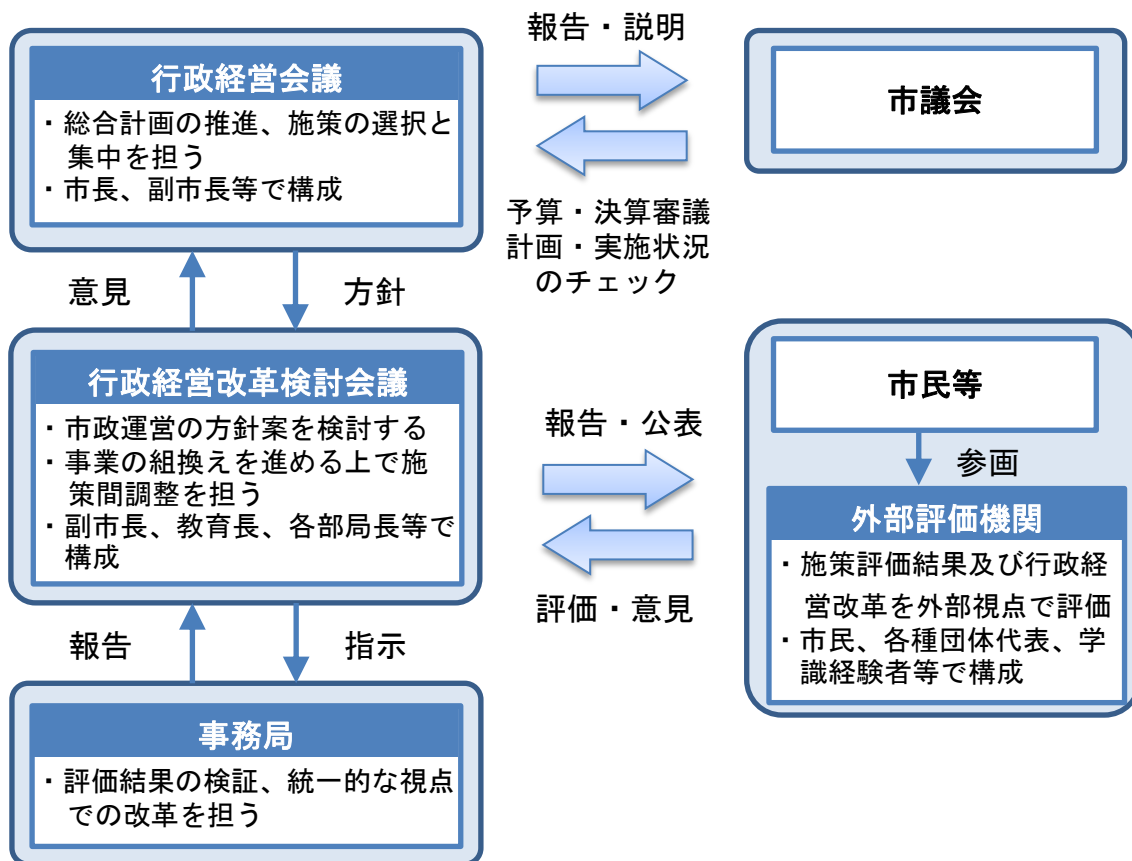 行政経営会議
・総合計画の推進、施策の選択と
集中を担う
・市長、副市長等で構成
報告・説明
予算・決算審議
計画・実施状況
のチェック
市議会
意見
方針
行政経営改革検討会議
・市政運営の方針案を検討する
・事業の組換えを進める上で施
策間調整を担う
・副市長、教育長、各部局長等で
構成
報告・公表
評価・意見
市民等
参画
外部評価機関
・施策評価結果及び行政経
営改革を外部視点で評価
・市民、各種団体代表、学
識経験者等で構成
報告
指示
事務局
・評価結果の検証、統一的な視点
での改革を担う